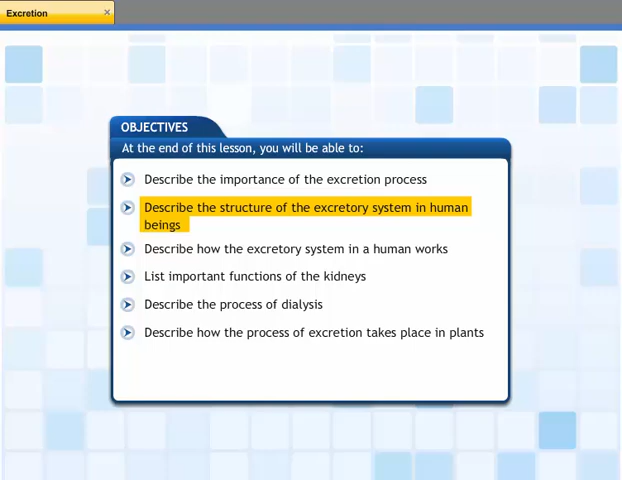 Excretion
OBJECTIVES
At the end of this lesson, you will be able to:
Describe the importance of the excretion process
Describe the structure of the excretory system in human
beings
Describe how the excretory system in a human works
List important functions of the kidneys
Describe the process of dialysis
Describe how the process of excretion takes place in plants